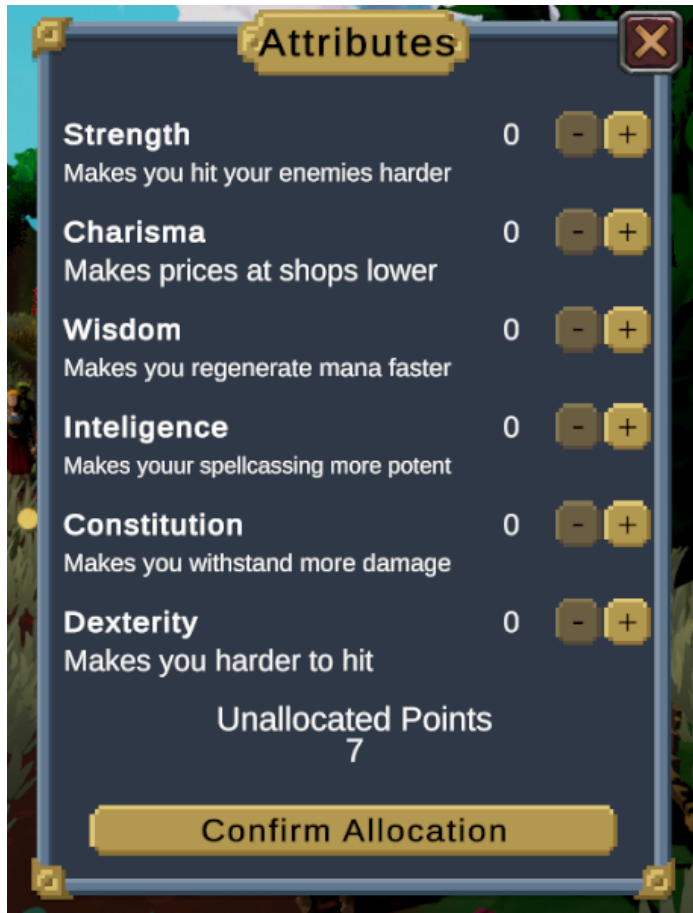 Attributes
Strength 0 - +
Makes you hit your enemies harder
Charisma 0 - +
Makes prices at shops lower
Wisdom 0 - +
Makes you regenerate mana faster
Inteligence 0 - +
Makes youur spellcassing more potent
Constitution 0 - +
Makes you withstand more damage
Dexterity 0 - +
Makes you harder to hit
Unallocated Points
7
Confirm Allocation